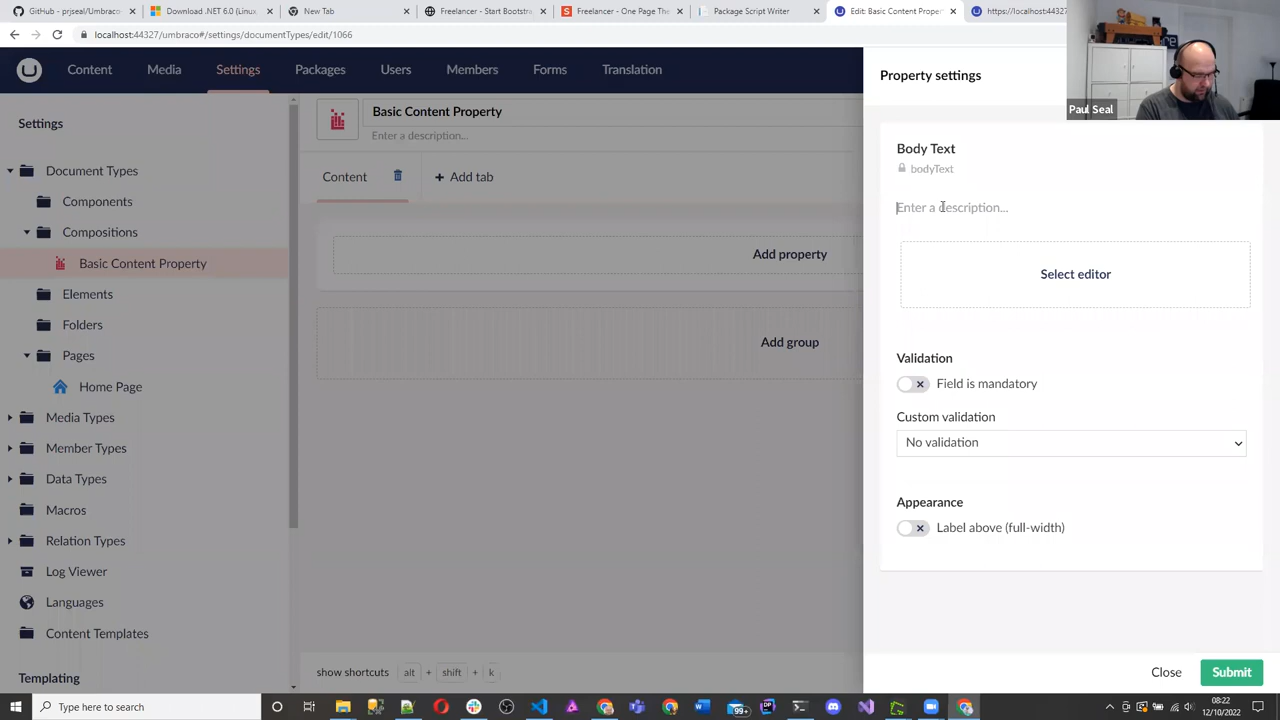 GitHub - pjseal/Umbraco-
Download .NET 6.0 (Linux
New Tab
Freelancer - Start Bootstr
Freelancer - One Page The
Package Script Writer
Edit: Basic Content Propert
https://localhost:44327
localhost:44327/umbraco#/settings/documentTypes/edit/1066
Content
Media
Settings
Packages
Users
Members
Forms
Translation
Property settings
Paul Seal
Settings
Basic Content Property
Enter a description...
Content
Add tab
Body Text
bodyText
Enter a description...
Document Types
Components
Compositions
Basic Content Property
Elements
Folders
Pages
Home Page
Media Types
Member Types
Data Types
Macros
Relation Types
Log Viewer
Languages
Content Templates
Templating
Add property
Add group
Select editor
Validation
Field is mandatory
Custom validation
No validation
Appearance
Label above (full-width)
show shortcuts alt + shift + k
Close
Submit
Type here to search
99+
08:22
12/10/2022